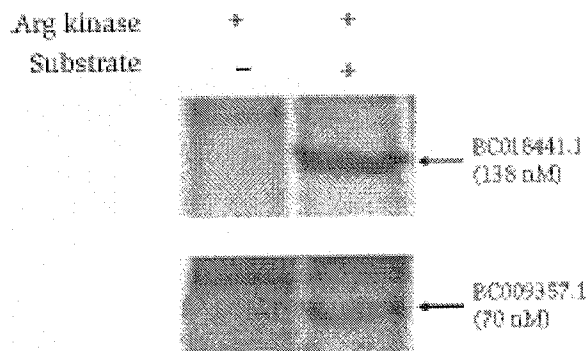 Arg kinase + +
Substrate − +
BC018441.1
(138 nM)
BC009357.1
(70 nM)